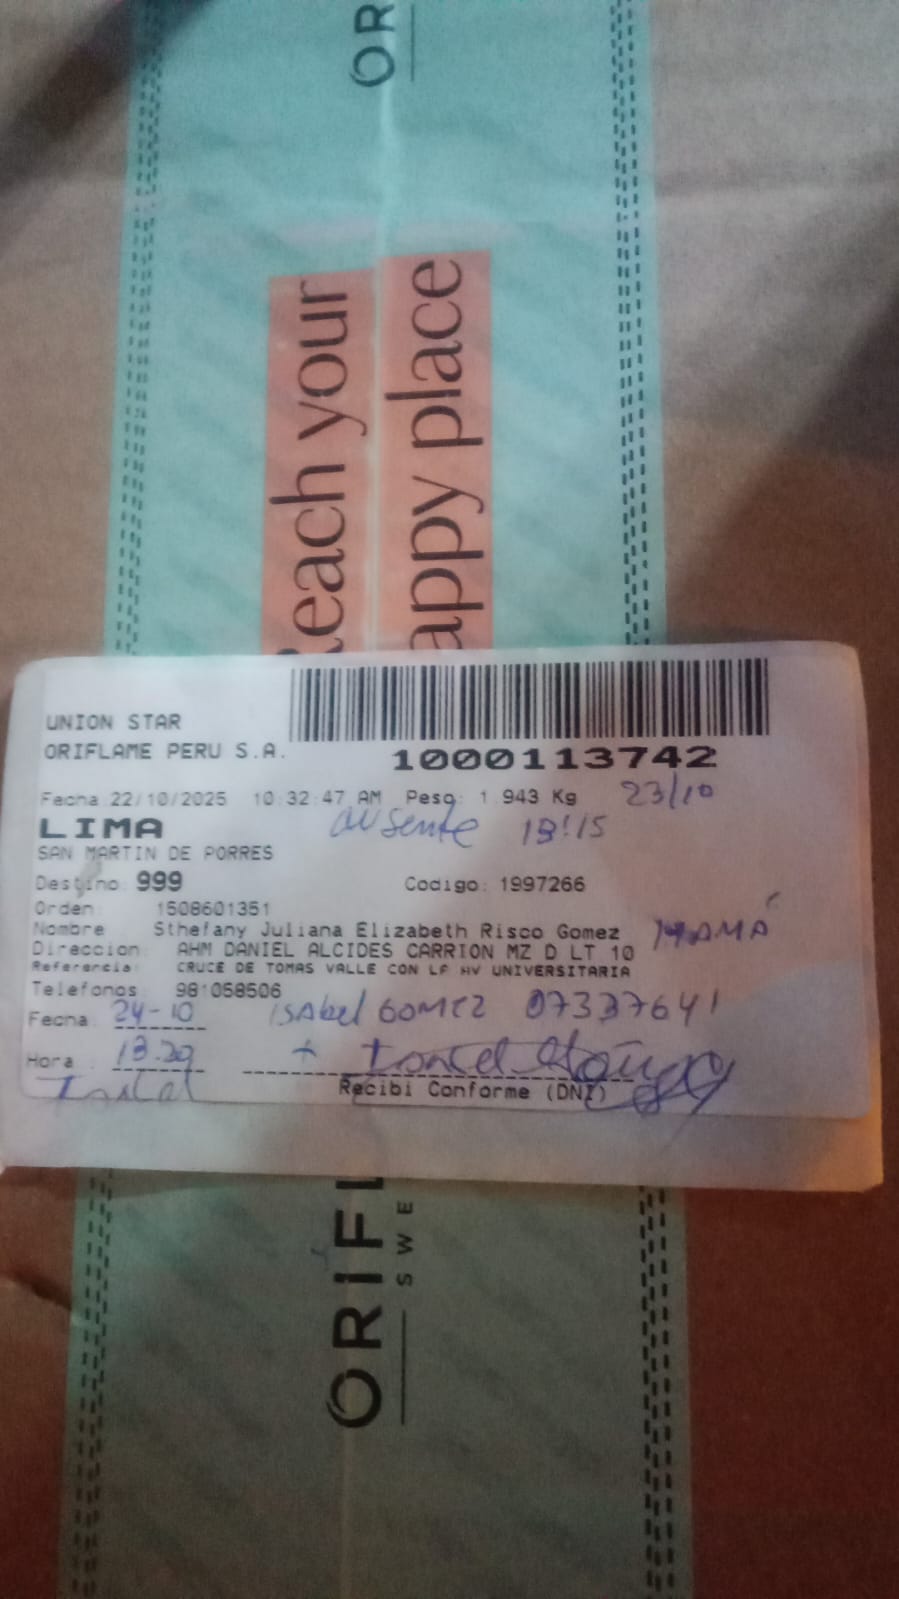 OR
Reach your
appy place
UNION STAR
ORIFLAME PERU S.A.
1000113742
Fecha 22/10/2025 10:32:47 AM Peso: 1.943 Kg 23/10
LIMA ausente 18:15
SAN MARTIN DE PORRES
Destino 999 Codigo: 1997266
Orden: 1508601351
Nombre Sthefany Juliana Elizabeth Risco Gomez MAMÁ
Direccion: AHM DANIEL ALCIDES CARRION MZ D LT 10
Referencia: CRUCE DE TOMAS VALLE CON LF AV UNIVERSITARIA
Telefonos 981058506
Fecha: 24-10 ISAbel GOMEZ 07337641
Hora : 13.20 +
Recibi Conforme (DNI)
ORIFL
SWE